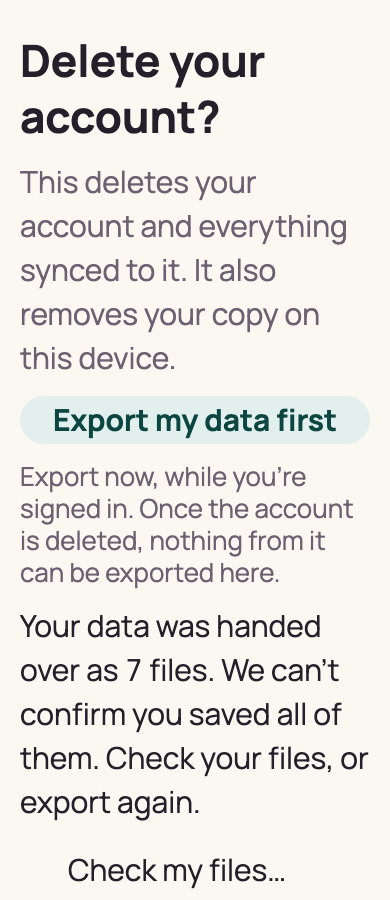 Delete your
account?
This deletes your
account and everything
synced to it. It also
removes your copy on
this device.
Export my data first
Export now, while you’re
signed in. Once the account
is deleted, nothing from it
can be exported here.
Your data was handed
over as 7 files. We can’t
confirm you saved all of
them. Check your files, or
export again.
Check my files…